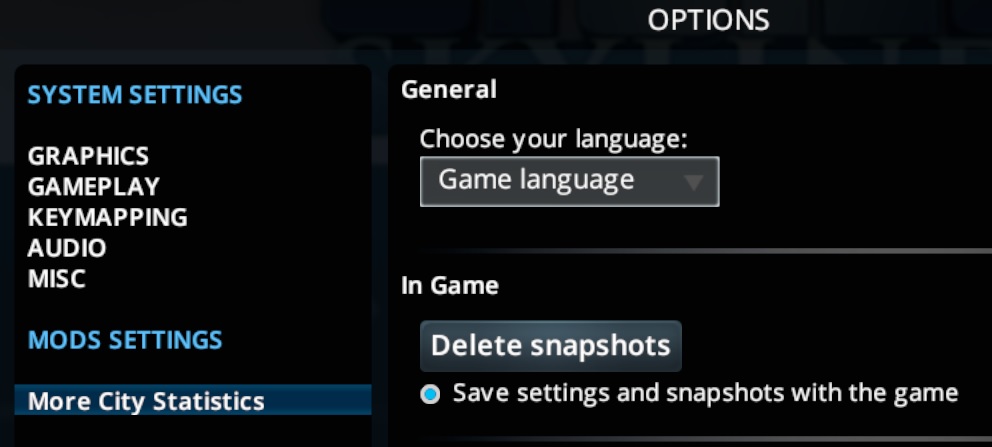 OPTIONS
SYSTEM SETTINGS
GRAPHICS
GAMEPLAY
KEYMAPPING
AUDIO
MISC
MODS SETTINGS
More City Statistics
General
Choose your language:
Game language
In Game
Delete snapshots
Save settings and snapshots with the game